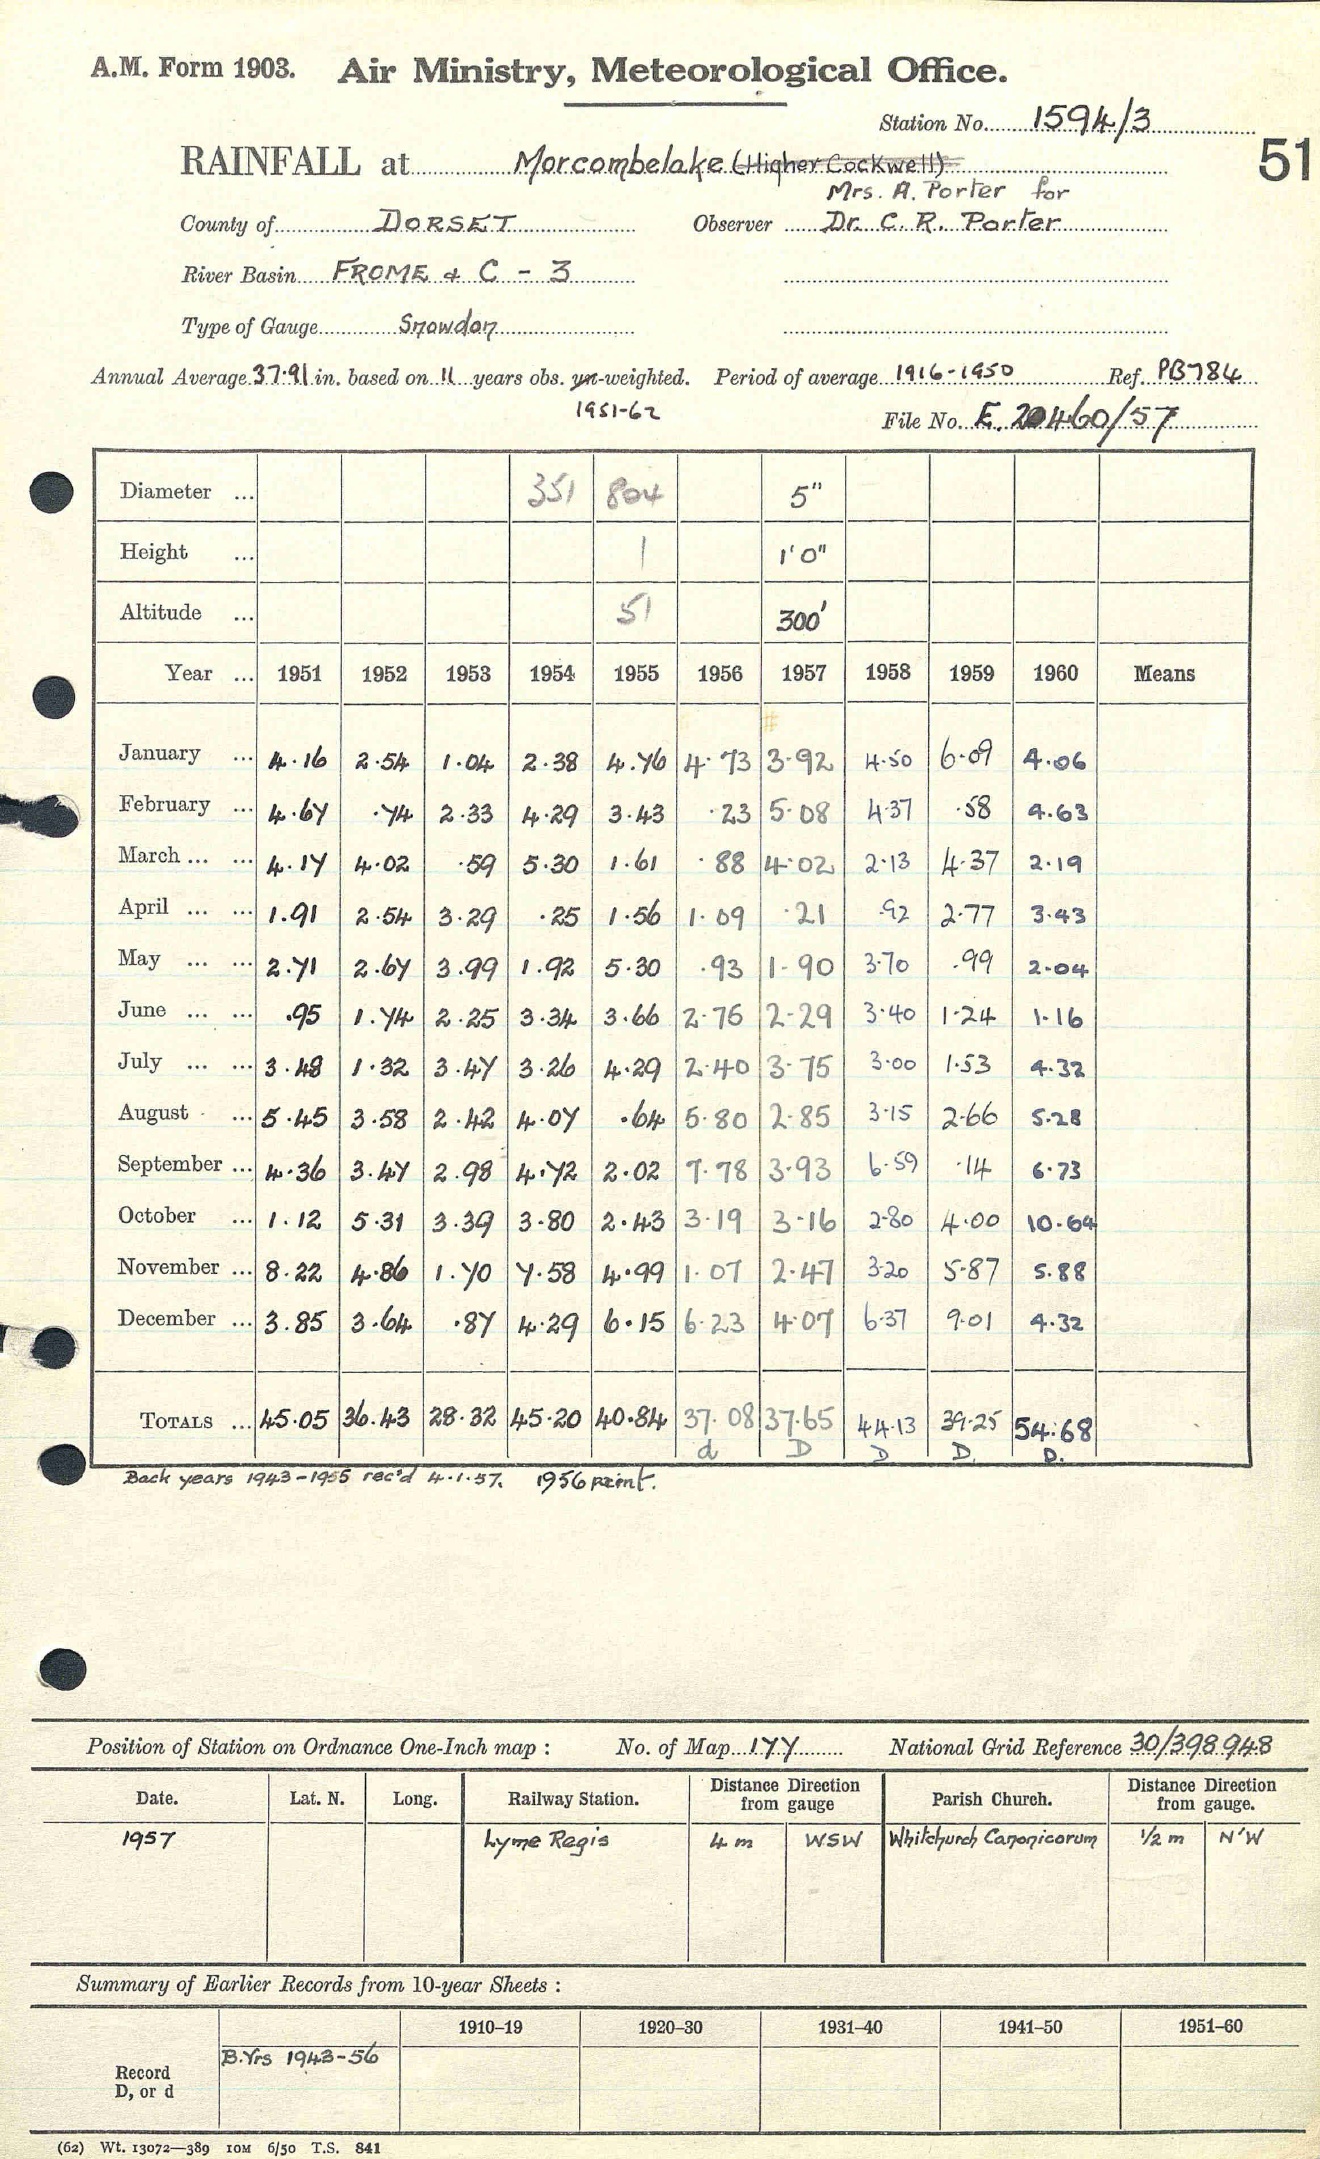 A.M. Form 1903. Air Ministry, Meteorological Office.
Station No. 1594/3
51
RAINFALL at Morcombelake (Higher Cockwell)
Mrs. A. Porter for
County of DORSET Observer Dr. C. R. Porter
River Basin FROME & C - 3
Type of Gauge Snowdon
Annual Average 37.91 in. based on 11 years obs. un-weighted. Period of average 1916-1950 Ref. PB784
1951-62
File No. E. 20460/57
Diameter ... 351 804 5"
Height ... 1 1'0"
Altitude ... 51 300'
Year ... 1951 1952 1953 1954 1955 1956 1957 1958 1959 1960 Means
January ... 4.16 2.54 1.04 2.38 4.76 4.73 3.92 4.50 6.09 4.06
February ... 4.67 .74 2.33 4.29 3.43 .23 5.08 4.37 .58 4.63
March ... ... 4.17 4.02 .59 5.30 1.61 .88 4.02 2.13 4.37 2.19
April ... ... 1.91 2.54 3.29 .25 1.56 1.09 .21 .92 2.77 3.43
May ... ... 2.71 2.67 3.99 1.92 5.30 .93 1.90 3.70 .99 2.04
June ... ... .95 1.74 2.25 3.34 3.66 2.76 2.29 3.40 1.24 1.16
July ... ... 3.48 1.32 3.47 3.26 4.29 2.40 3.75 3.00 1.53 4.32
August ... 5.45 3.58 2.42 4.07 .64 5.80 2.85 3.15 2.66 5.28
September ... 4.36 3.47 2.98 4.72 2.02 7.78 3.93 6.59 .14 6.73
October ... 1.12 5.31 3.39 3.80 2.43 3.19 3.16 2.80 4.00 10.64
November ... 8.22 4.86 1.70 7.58 4.99 1.07 2.47 3.20 5.87 5.88
December ... 3.85 3.64 .87 4.29 6.15 6.23 4.07 6.37 9.01 4.32
TOTALS ... 45.05 36.43 28.32 45.20 40.84 37.08 37.65 44.13 39.25 54.68
d D D D. D.
Back years 1943-1955 rec'd 4.1.57. 1956 print.
Position of Station on Ordnance One-Inch map : No. of Map 177 National Grid Reference 30/398948
Date. Lat. N. Long. Railway Station. Distance Direction from gauge Parish Church. Distance Direction from gauge.
1957 Lyme Regis 4 m WSW Whitchurch Canonicorum 1/2 m N'W
Summary of Earlier Records from 10-year Sheets :
1910-19 1920-30 1931-40 1941-50 1951-60
Record D, or d B.Yrs 1943-56
(62) Wt. 13072—389 10M 6/50 T.S. 841